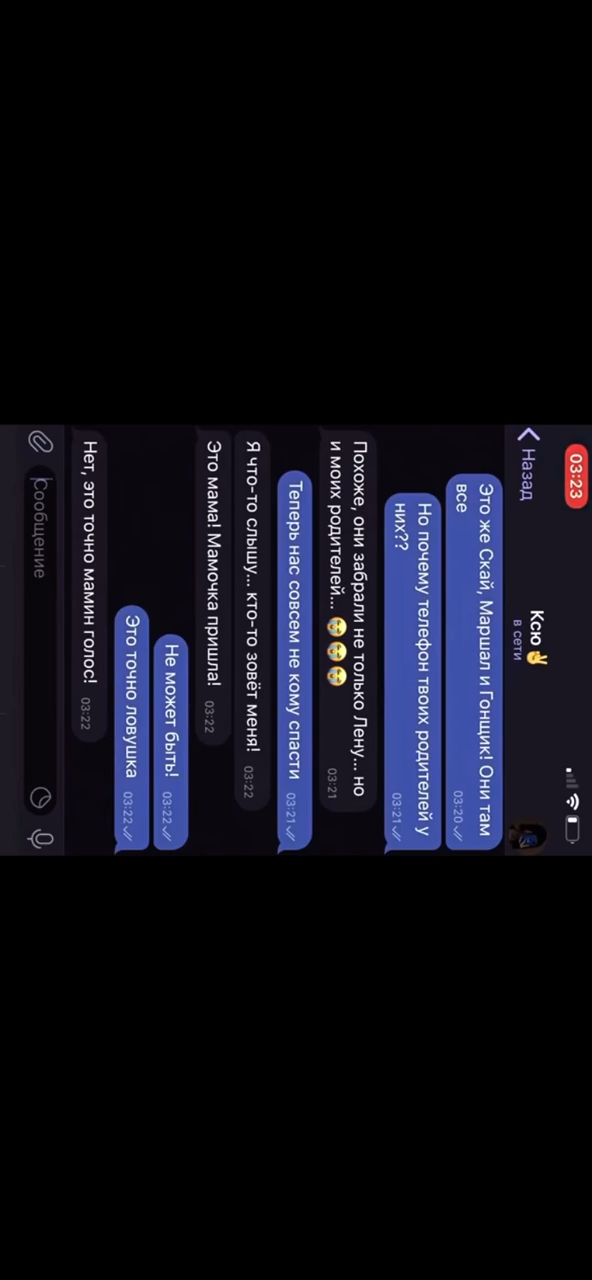 03:23
Назад
Ксю✌️
в сети
Это же Скай, Маршал и Гонщик! Они там
все
03:20
Но почему телефон твоих родителей у
них??
03:21
Похоже, они забрали не только Лену... но
и моих родителей... 😭😭😭
03:21
Теперь нас совсем не кому спасти
03:21
Я что-то слышу... кто-то зовёт меня!
03:22
Это мама! Мамочка пришла!
03:22
Не может быть!
03:22
Это точно ловушка
03:22
Нет, это точно мамин голос!
03:22
Сообщение